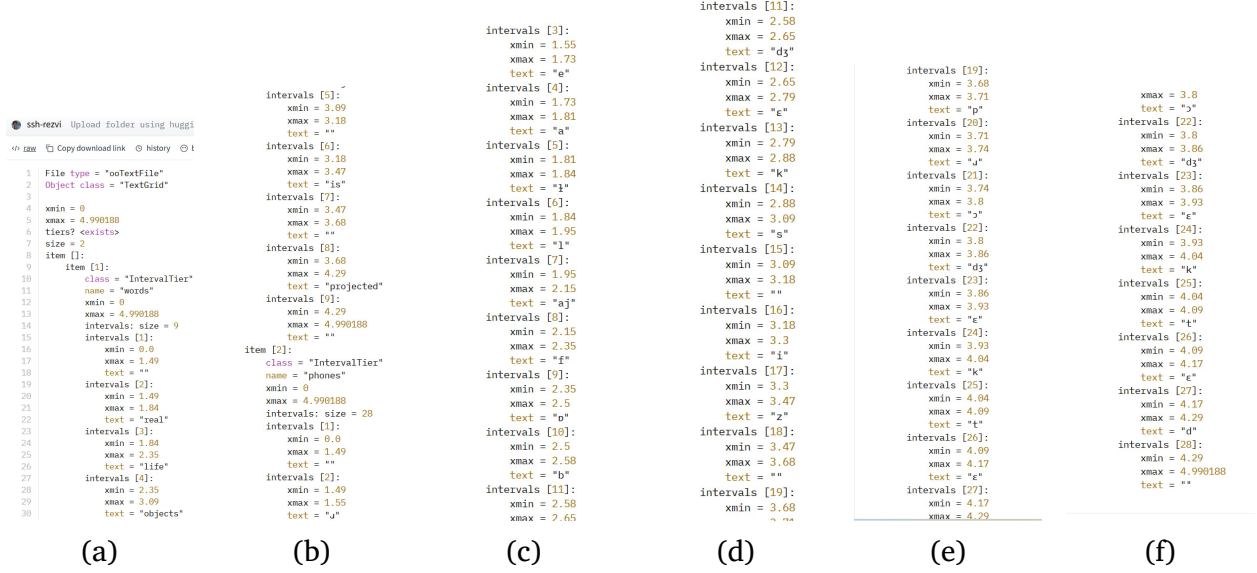 ssh-rezvi Upload folder using huggi
</> raw Copy download link history
1 File type = "ooTextFile"
2 Object class = "TextGrid"
3
4 xmin = 0
5 xmax = 4.990188
6 tiers? <exists>
7 size = 2
8 item []:
9 item [1]:
10 class = "IntervalTier"
11 name = "words"
12 xmin = 0
13 xmax = 4.990188
14 intervals: size = 9
15 intervals [1]:
16 xmin = 0.0
17 xmax = 1.49
18 text = ""
19 intervals [2]:
20 xmin = 1.49
21 xmax = 1.84
22 text = "real"
23 intervals [3]:
24 xmin = 1.84
25 xmax = 2.35
26 text = "life"
27 intervals [4]:
28 xmin = 2.35
29 xmax = 3.09
30 text = "objects"
(a)
intervals [5]:
xmin = 3.09
xmax = 3.18
text = ""
intervals [6]:
xmin = 3.18
xmax = 3.47
text = "is"
intervals [7]:
xmin = 3.47
xmax = 3.68
text = ""
intervals [8]:
xmin = 3.68
xmax = 4.29
text = "projected"
intervals [9]:
xmin = 4.29
xmax = 4.990188
text = ""
item [2]:
class = "IntervalTier"
name = "phones"
xmin = 0
xmax = 4.990188
intervals: size = 28
intervals [1]:
xmin = 0.0
xmax = 1.49
text = ""
intervals [2]:
xmin = 1.49
xmax = 1.55
text = "ɹ"
(b)
intervals [3]:
xmin = 1.55
xmax = 1.73
text = "e"
intervals [4]:
xmin = 1.73
xmax = 1.81
text = "a"
intervals [5]:
xmin = 1.81
xmax = 1.84
text = "ɫ"
intervals [6]:
xmin = 1.84
xmax = 1.95
text = "l"
intervals [7]:
xmin = 1.95
xmax = 2.15
text = "aj"
intervals [8]:
xmin = 2.15
xmax = 2.35
text = "f"
intervals [9]:
xmin = 2.35
xmax = 2.5
text = "ɒ"
intervals [10]:
xmin = 2.5
xmax = 2.58
text = "b"
intervals [11]:
xmin = 2.58
xmax = 2.65
(c)
intervals [11]:
xmin = 2.58
xmax = 2.65
text = "dʒ"
intervals [12]:
xmin = 2.65
xmax = 2.79
text = "ɛ"
intervals [13]:
xmin = 2.79
xmax = 2.88
text = "k"
intervals [14]:
xmin = 2.88
xmax = 3.09
text = "s"
intervals [15]:
xmin = 3.09
xmax = 3.18
text = ""
intervals [16]:
xmin = 3.18
xmax = 3.3
text = "i"
intervals [17]:
xmin = 3.3
xmax = 3.47
text = "z"
intervals [18]:
xmin = 3.47
xmax = 3.68
text = ""
intervals [19]:
xmin = 3.68
(d)
intervals [19]:
xmin = 3.68
xmax = 3.71
text = "p"
intervals [20]:
xmin = 3.71
xmax = 3.74
text = "ɹ"
intervals [21]:
xmin = 3.74
xmax = 3.8
text = "ɔ"
intervals [22]:
xmin = 3.8
xmax = 3.86
text = "dʒ"
intervals [23]:
xmin = 3.86
xmax = 3.93
text = "ɛ"
intervals [24]:
xmin = 3.93
xmax = 4.04
text = "k"
intervals [25]:
xmin = 4.04
xmax = 4.09
text = "t"
intervals [26]:
xmin = 4.09
xmax = 4.17
text = "ɛ"
intervals [27]:
xmin = 4.17
xmax = 4.29
(e)
xmax = 3.8
text = "ɔ"
intervals [22]:
xmin = 3.8
xmax = 3.86
text = "dʒ"
intervals [23]:
xmin = 3.86
xmax = 3.93
text = "ɛ"
intervals [24]:
xmin = 3.93
xmax = 4.04
text = "k"
intervals [25]:
xmin = 4.04
xmax = 4.09
text = "t"
intervals [26]:
xmin = 4.09
xmax = 4.17
text = "ɛ"
intervals [27]:
xmin = 4.17
xmax = 4.29
text = "d"
intervals [28]:
xmin = 4.29
xmax = 4.990188
text = ""
(f)